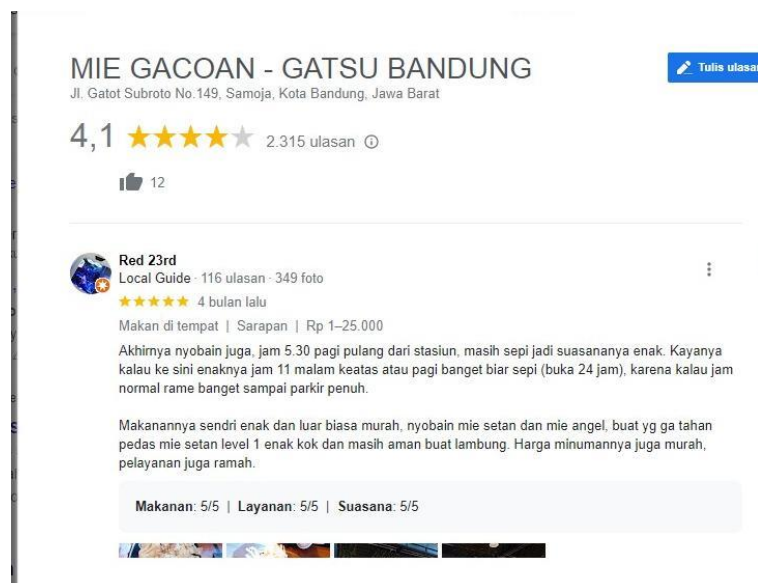 MIE GACOAN - GATSU BANDUNG
Tulis ulasan
Jl. Gatot Subroto No.149, Samoja, Kota Bandung, Jawa Barat
4,1
2.315 ulasan
12
Red 23rd
Local Guide · 116 ulasan · 349 foto
4 bulan lalu
Makan di tempat | Sarapan | Rp 1–25.000
Akhirnya nyobain juga, jam 5.30 pagi pulang dari stasiun, masih sepi jadi suasananya enak. Kayanya
kalau ke sini enaknya jam 11 malam keatas atau pagi banget biar sepi (buka 24 jam), karena kalau jam
normal rame banget sampai parkir penuh.
Makanannya sendri enak dan luar biasa murah, nyobain mie setan dan mie angel, buat yg ga tahan
pedas mie setan level 1 enak kok dan masih aman buat lambung. Harga minumannya juga murah,
pelayanan juga ramah.
Makanan: 5/5 | Layanan: 5/5 | Suasana: 5/5